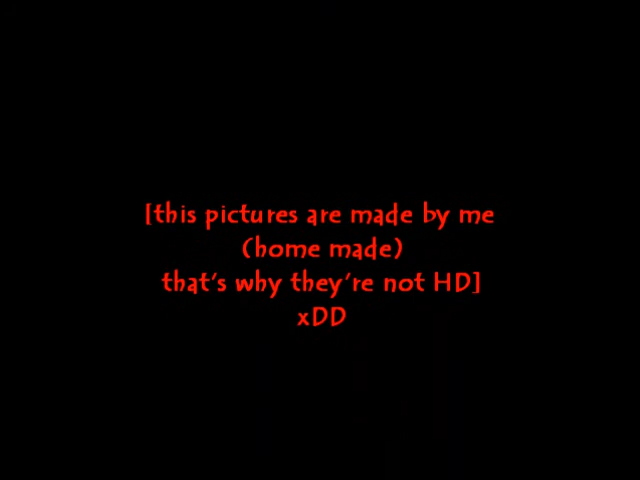 [this pictures are made by me
(home made)
that's why they're not HD]
xDD